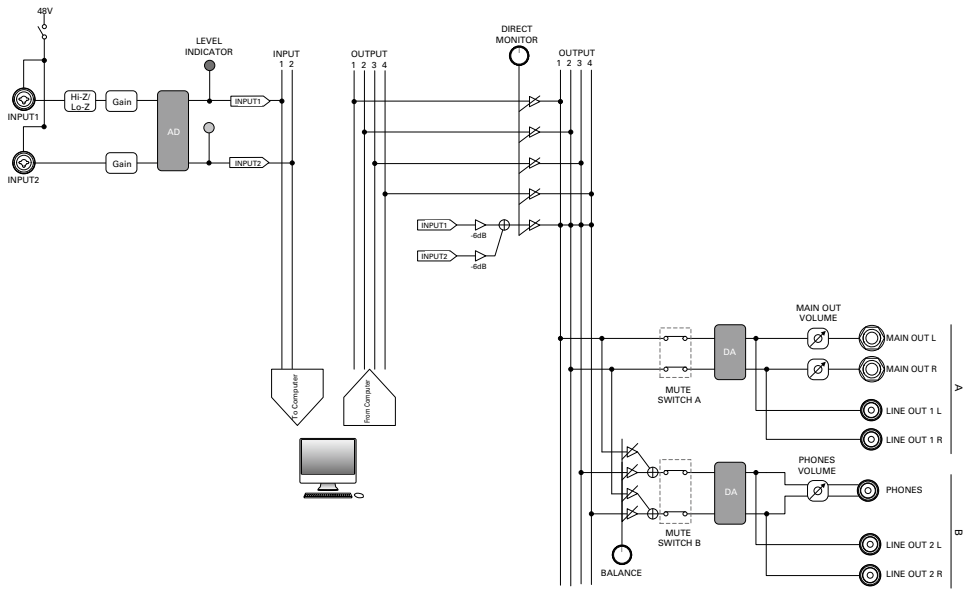 48V
DIRECT
MONITOR
LEVEL
INDICATOR
INPUT
1 2
OUTPUT
1 2 3 4
OUTPUT
1 2 3 4
Hi-Z/
Lo-Z
Gain
AD
INPUT1
INPUT1
Gain
INPUT2
INPUT2
INPUT1
-6dB
INPUT2
-6dB
To Computer
From Computer
MAIN OUT
VOLUME
DA
MAIN OUT L
MAIN OUT R
MUTE
SWITCH A
LINE OUT 1 L
LINE OUT 1 R
A
PHONES
VOLUME
DA
PHONES
MUTE
SWITCH B
LINE OUT 2 L
LINE OUT 2 R
B
BALANCE